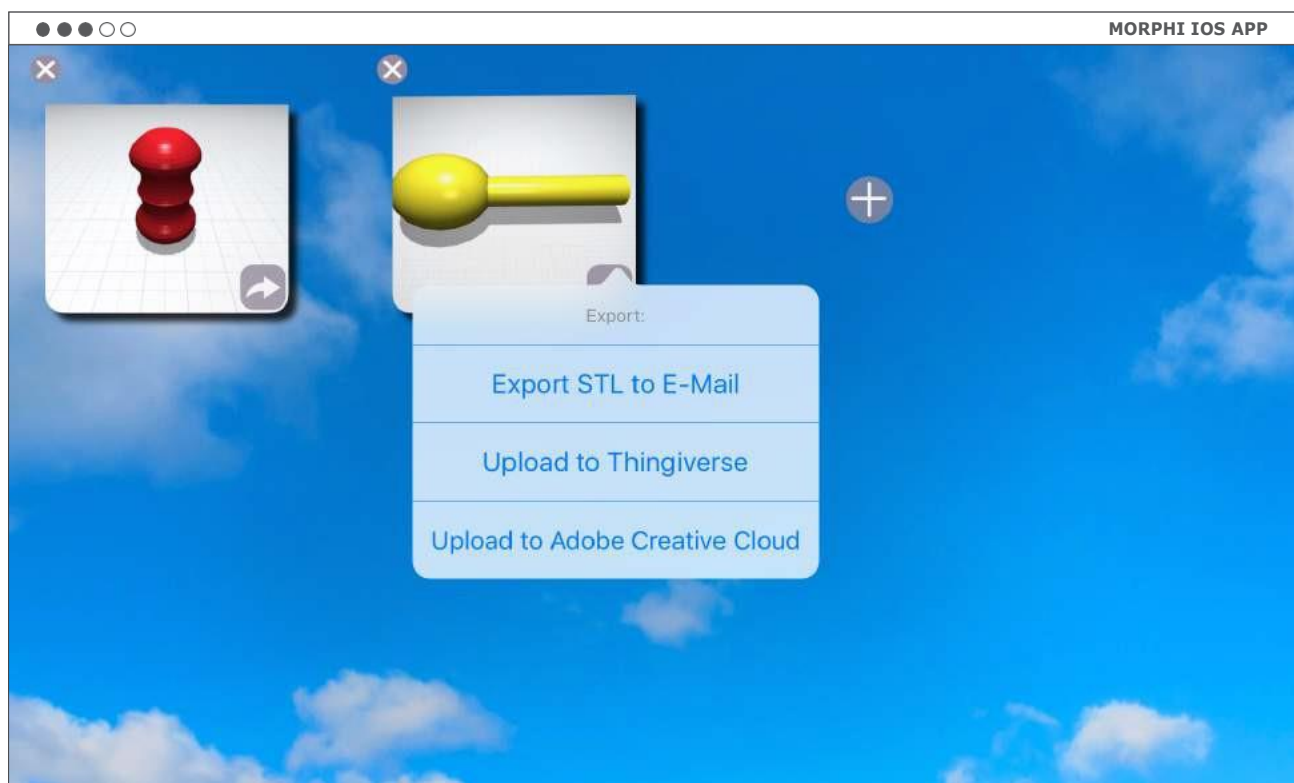 MORPHI IOS APP
Export:
Export STL to E-Mail
Upload to Thingiverse
Upload to Adobe Creative Cloud